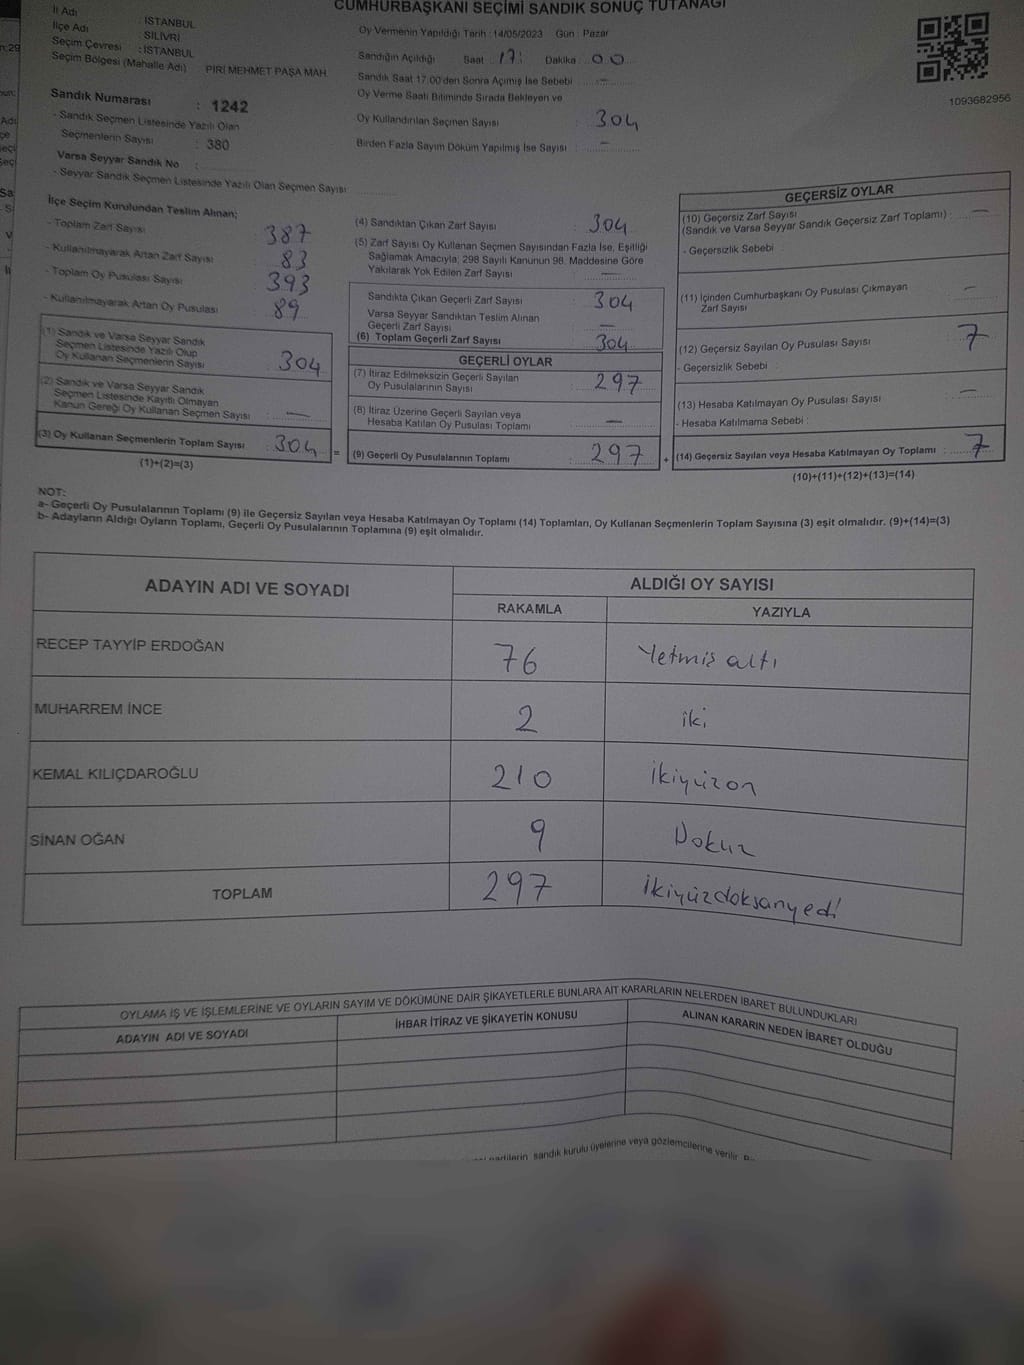 CUMHURBAŞKANI SEÇİMİ SANDIK SONUÇ TUTANAĞI
İl Adı : İSTANBUL
İlçe Adı SİLİVRİ
Seçim Çevresi : İSTANBUL
Seçim Bölgesi (Mahalle Adı) PİRİ MEHMET PAŞA MAH.
Sandık Numarası : 1242
- Sandık Seçmen Listesinde Yazılı Olan
Seçmenlerin Sayısı : 380
Varsa Seyyar Sandık No :
- Seyyar Sandık Seçmen Listesinde Yazılı Olan Seçmen Sayısı:
Oy Vermenin Yapıldığı Tarih : 14/05/2023 Gün : Pazar
Sandığın Açıldığı Saat : 17: Dakika : 00
Sandık Saat 17:00'den Sonra Açılmış İse Sebebi : —
Oy Verme Saati Bitiminde Sırada Bekleyen ve
Oy Kullandırılan Seçmen Sayısı : 304
Birden Fazla Sayım Döküm Yapılmış İse Sayısı : —
1093682956
İlçe Seçim Kurulundan Teslim Alınan;
- Toplam Zarf Sayısı 387
- Kullanılmayarak Artan Zarf Sayısı 83
- Toplam Oy Pusulası Sayısı 393
- Kullanılmayarak Artan Oy Pusulası 89
(1) Sandık ve Varsa Seyyar Sandık
Seçmen Listesinde Yazılı Olup
Oy Kullanan Seçmenlerin Sayısı : 304
(2) Sandık ve Varsa Seyyar Sandık
Seçmen Listesinde Kayıtlı Olmayan
Kanun Gereği Oy Kullanan Seçmen Sayısı : —
(3) Oy Kullanan Seçmenlerin Toplam Sayısı : 304 =
(1)+(2)=(3)
(4) Sandıktan Çıkan Zarf Sayısı : 304
(5) Zarf Sayısı Oy Kullanan Seçmen Sayısından Fazla İse, Eşitliği
Sağlamak Amacıyla; 298 Sayılı Kanunun 98. Maddesine Göre
Yakılarak Yok Edilen Zarf Sayısı : —
Sandıkta Çıkan Geçerli Zarf Sayısı : 304
Varsa Seyyar Sandıktan Teslim Alınan
Geçerli Zarf Sayısı : —
(6) Toplam Geçerli Zarf Sayısı : 304
GEÇERLİ OYLAR
(7) İtiraz Edilmeksizin Geçerli Sayılan
Oy Pusulalarının Sayısı : 297
(8) İtiraz Üzerine Geçerli Sayılan veya
Hesaba Katılan Oy Pusulası Toplamı : —
(9) Geçerli Oy Pusulalarının Toplamı : 297 +
GEÇERSİZ OYLAR
(10) Geçersiz Zarf Sayısı
(Sandık ve Varsa Seyyar Sandık Geçersiz Zarf Toplamı) : —
- Geçersizlik Sebebi :
(11) İçinden Cumhurbaşkanı Oy Pusulası Çıkmayan
Zarf Sayısı : —
(12) Geçersiz Sayılan Oy Pusulası Sayısı : 7
- Geçersizlik Sebebi :
(13) Hesaba Katılmayan Oy Pusulası Sayısı : —
- Hesaba Katılmama Sebebi :
(14) Geçersiz Sayılan veya Hesaba Katılmayan Oy Toplamı : 7
(10)+(11)+(12)+(13)=(14)
NOT:
a- Geçerli Oy Pusulalarının Toplamı (9) ile Geçersiz Sayılan veya Hesaba Katılmayan Oy Toplamı (14) Toplamları, Oy Kullanan Seçmenlerin Toplam Sayısına (3) eşit olmalıdır. (9)+(14)=(3)
b- Adayların Aldığı Oyların Toplamı, Geçerli Oy Pusulalarının Toplamına (9) eşit olmalıdır.
ADAYIN ADI VE SOYADI ALDIĞI OY SAYISI
RAKAMLA YAZIYLA
RECEP TAYYİP ERDOĞAN 76 Yetmiş altı
MUHARREM İNCE 2 iki
KEMAL KILIÇDAROĞLU 210 İkiyüzon
SİNAN OĞAN 9 Dokuz
TOPLAM 297 İkiyüzdoksanyedi
OYLAMA İŞ VE İŞLEMLERİNE VE OYLARIN SAYIM VE DÖKÜMÜNE DAİR ŞİKAYETLERLE BUNLARA AİT KARARLARIN NELERDEN İBARET BULUNDUKLARI
ADAYIN ADI VE SOYADI İHBAR İTİRAZ VE ŞİKAYETİN KONUSU ALINAN KARARIN NEDEN İBARET OLDUĞU
partilerin, sandık kurulu üyelerine veya gözlemcilerine verilir.